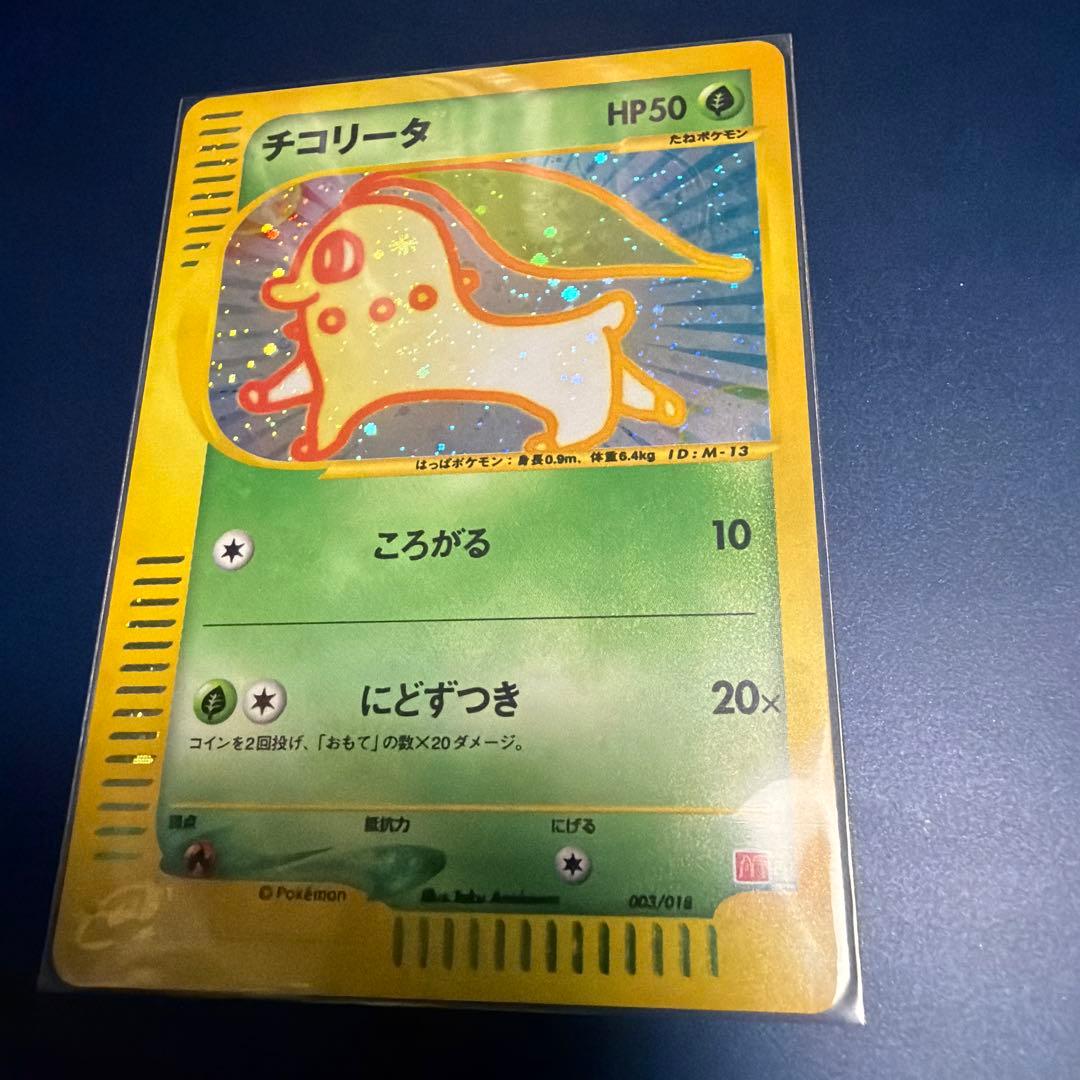 チコリータ
HP50
たねポケモン
はっぱポケモン：身長0.9m、体重6.4kg ID：M-13
ころがる 10
にどずつき 20×
コインを2回投げ、「おもて」の数×20ダメージ。
弱点 抵抗力 にげる
© Pokémon
003/018